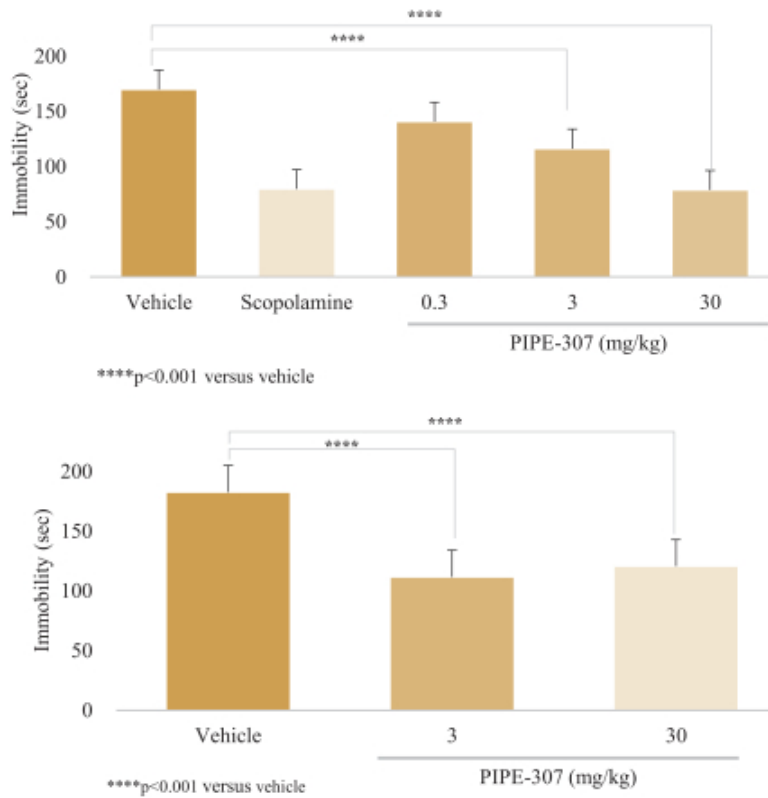 ****
****
200
150
100
50
0
Immobility (sec)
Vehicle Scopolamine 0.3 3 30
PIPE-307 (mg/kg)
****p<0.001 versus vehicle
****
****
200
150
100
50
0
Immobility (sec)
Vehicle 3 30
PIPE-307 (mg/kg)
****p<0.001 versus vehicle